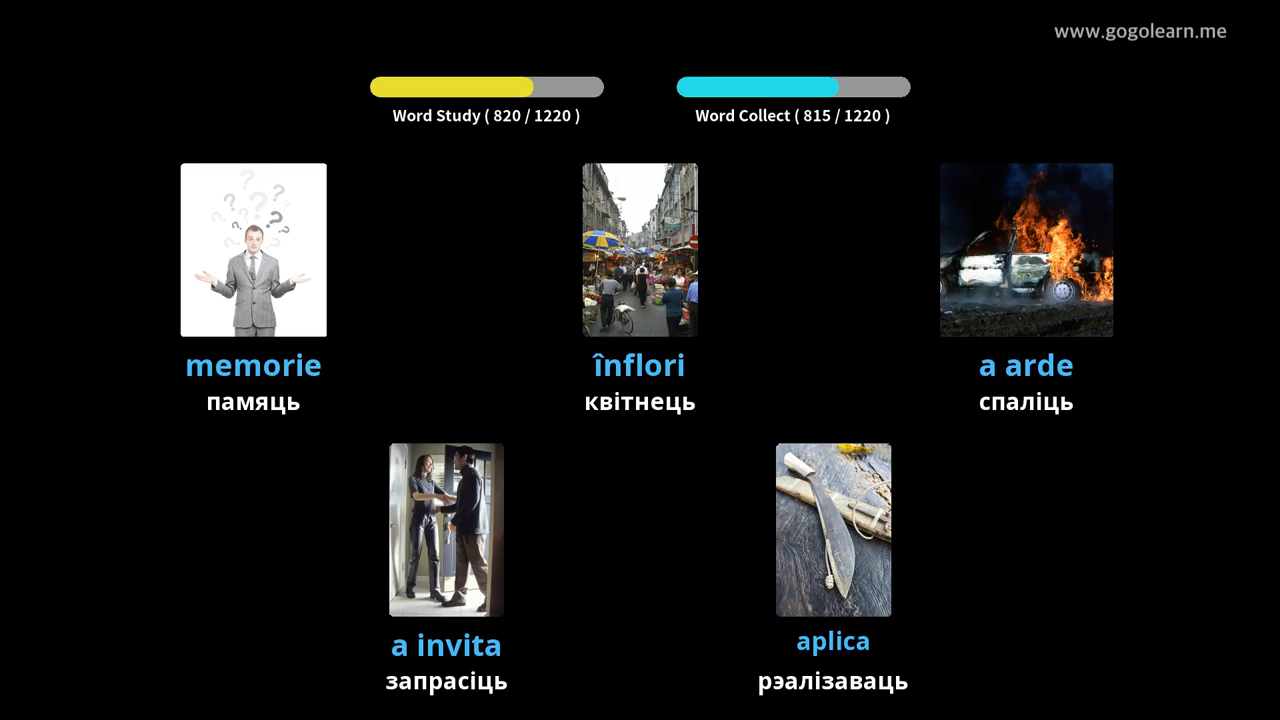 www.gogolearn.me
Word Study ( 820 / 1220 )
Word Collect ( 815 / 1220 )
memorie
памяць
înflori
квітнець
a arde
спаліць
a invita
запрасіць
aplica
рэалізаваць